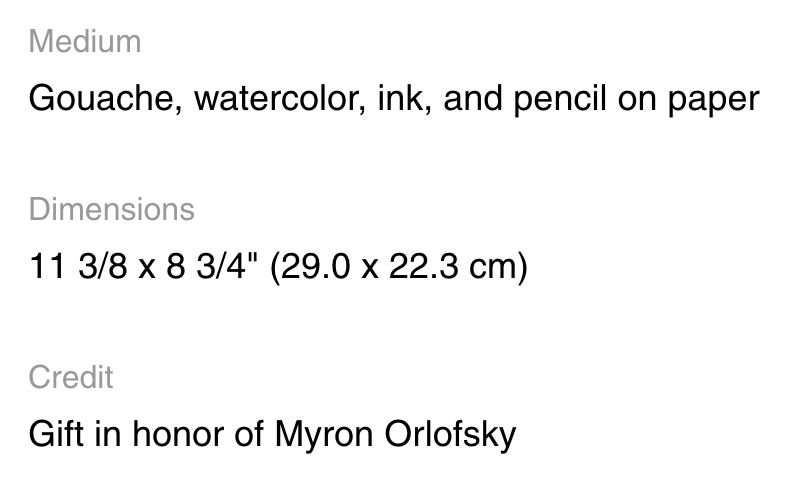 Medium
Gouache, watercolor, ink, and pencil on paper
Dimensions
11 3/8 x 8 3/4" (29.0 x 22.3 cm)
Credit
Gift in honor of Myron Orlofsky